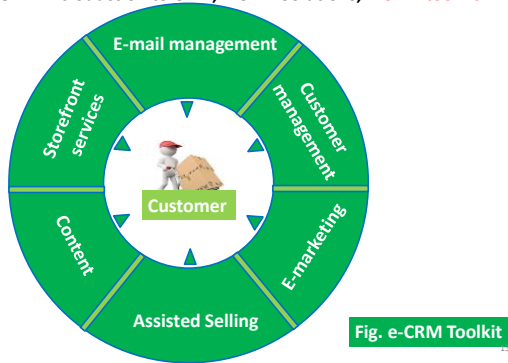 E-mail management
Customer
management
E-marketing
Assisted Selling
Content
Storefront
services
Customer
Fig. e-CRM Toolkit